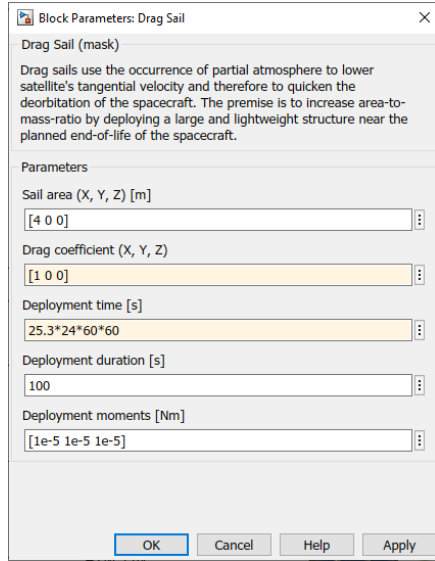 Block Parameters: Drag Sail
Drag Sail (mask)
Drag sails use the occurrence of partial atmosphere to lower
satellite's tangential velocity and therefore to quicken the
deorbitation of the spacecraft. The premise is to increase area-to-
mass-ratio by deploying a large and lightweight structure near the
planned end-of-life of the spacecraft.
Parameters
Sail area (X, Y, Z) [m]
[4 0 0]
Drag coefficient (X, Y, Z)
[1 0 0]
Deployment time [s]
25.3*24*60*60
Deployment duration [s]
100
Deployment moments [Nm]
[1e-5 1e-5 1e-5]
OK Cancel Help Apply